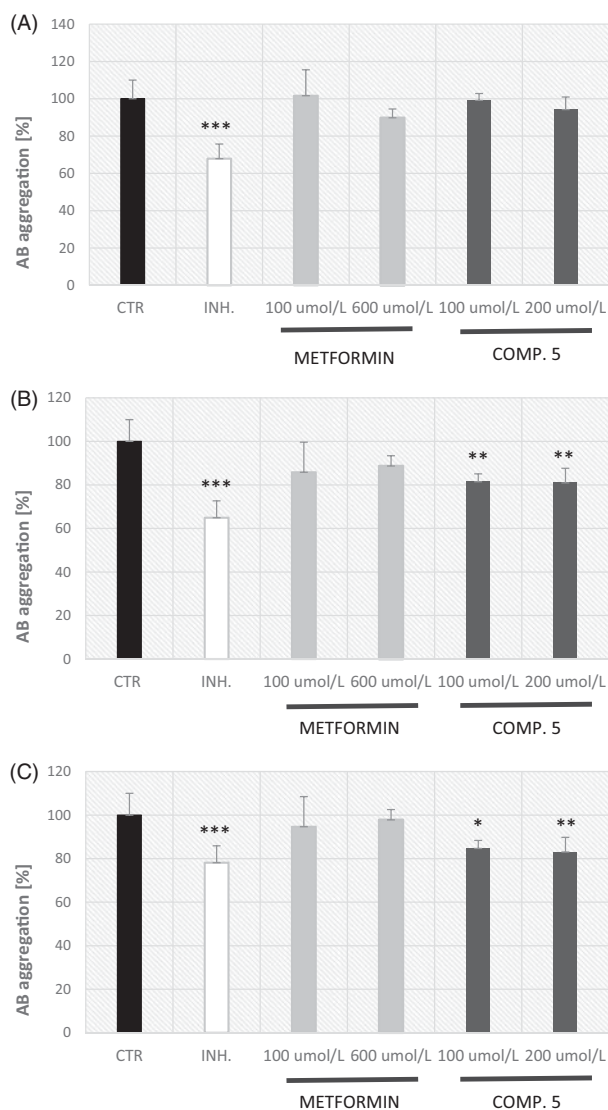 (A)
140
120
100
80
60
40
20
0
AB aggregation [%]
***
CTR INH. 100 umol/L 600 umol/L 100 umol/L 200 umol/L
METFORMIN COMP. 5
(B)
120
100
80
60
40
20
0
AB aggregation [%]
***
** **
CTR INH. 100 umol/L 600 umol/L 100 umol/L 200 umol/L
METFORMIN COMP. 5
(C)
120
100
80
60
40
20
0
AB aggregation [%]
*** * **
CTR INH. 100 umol/L 600 umol/L 100 umol/L 200 umol/L
METFORMIN COMP. 5